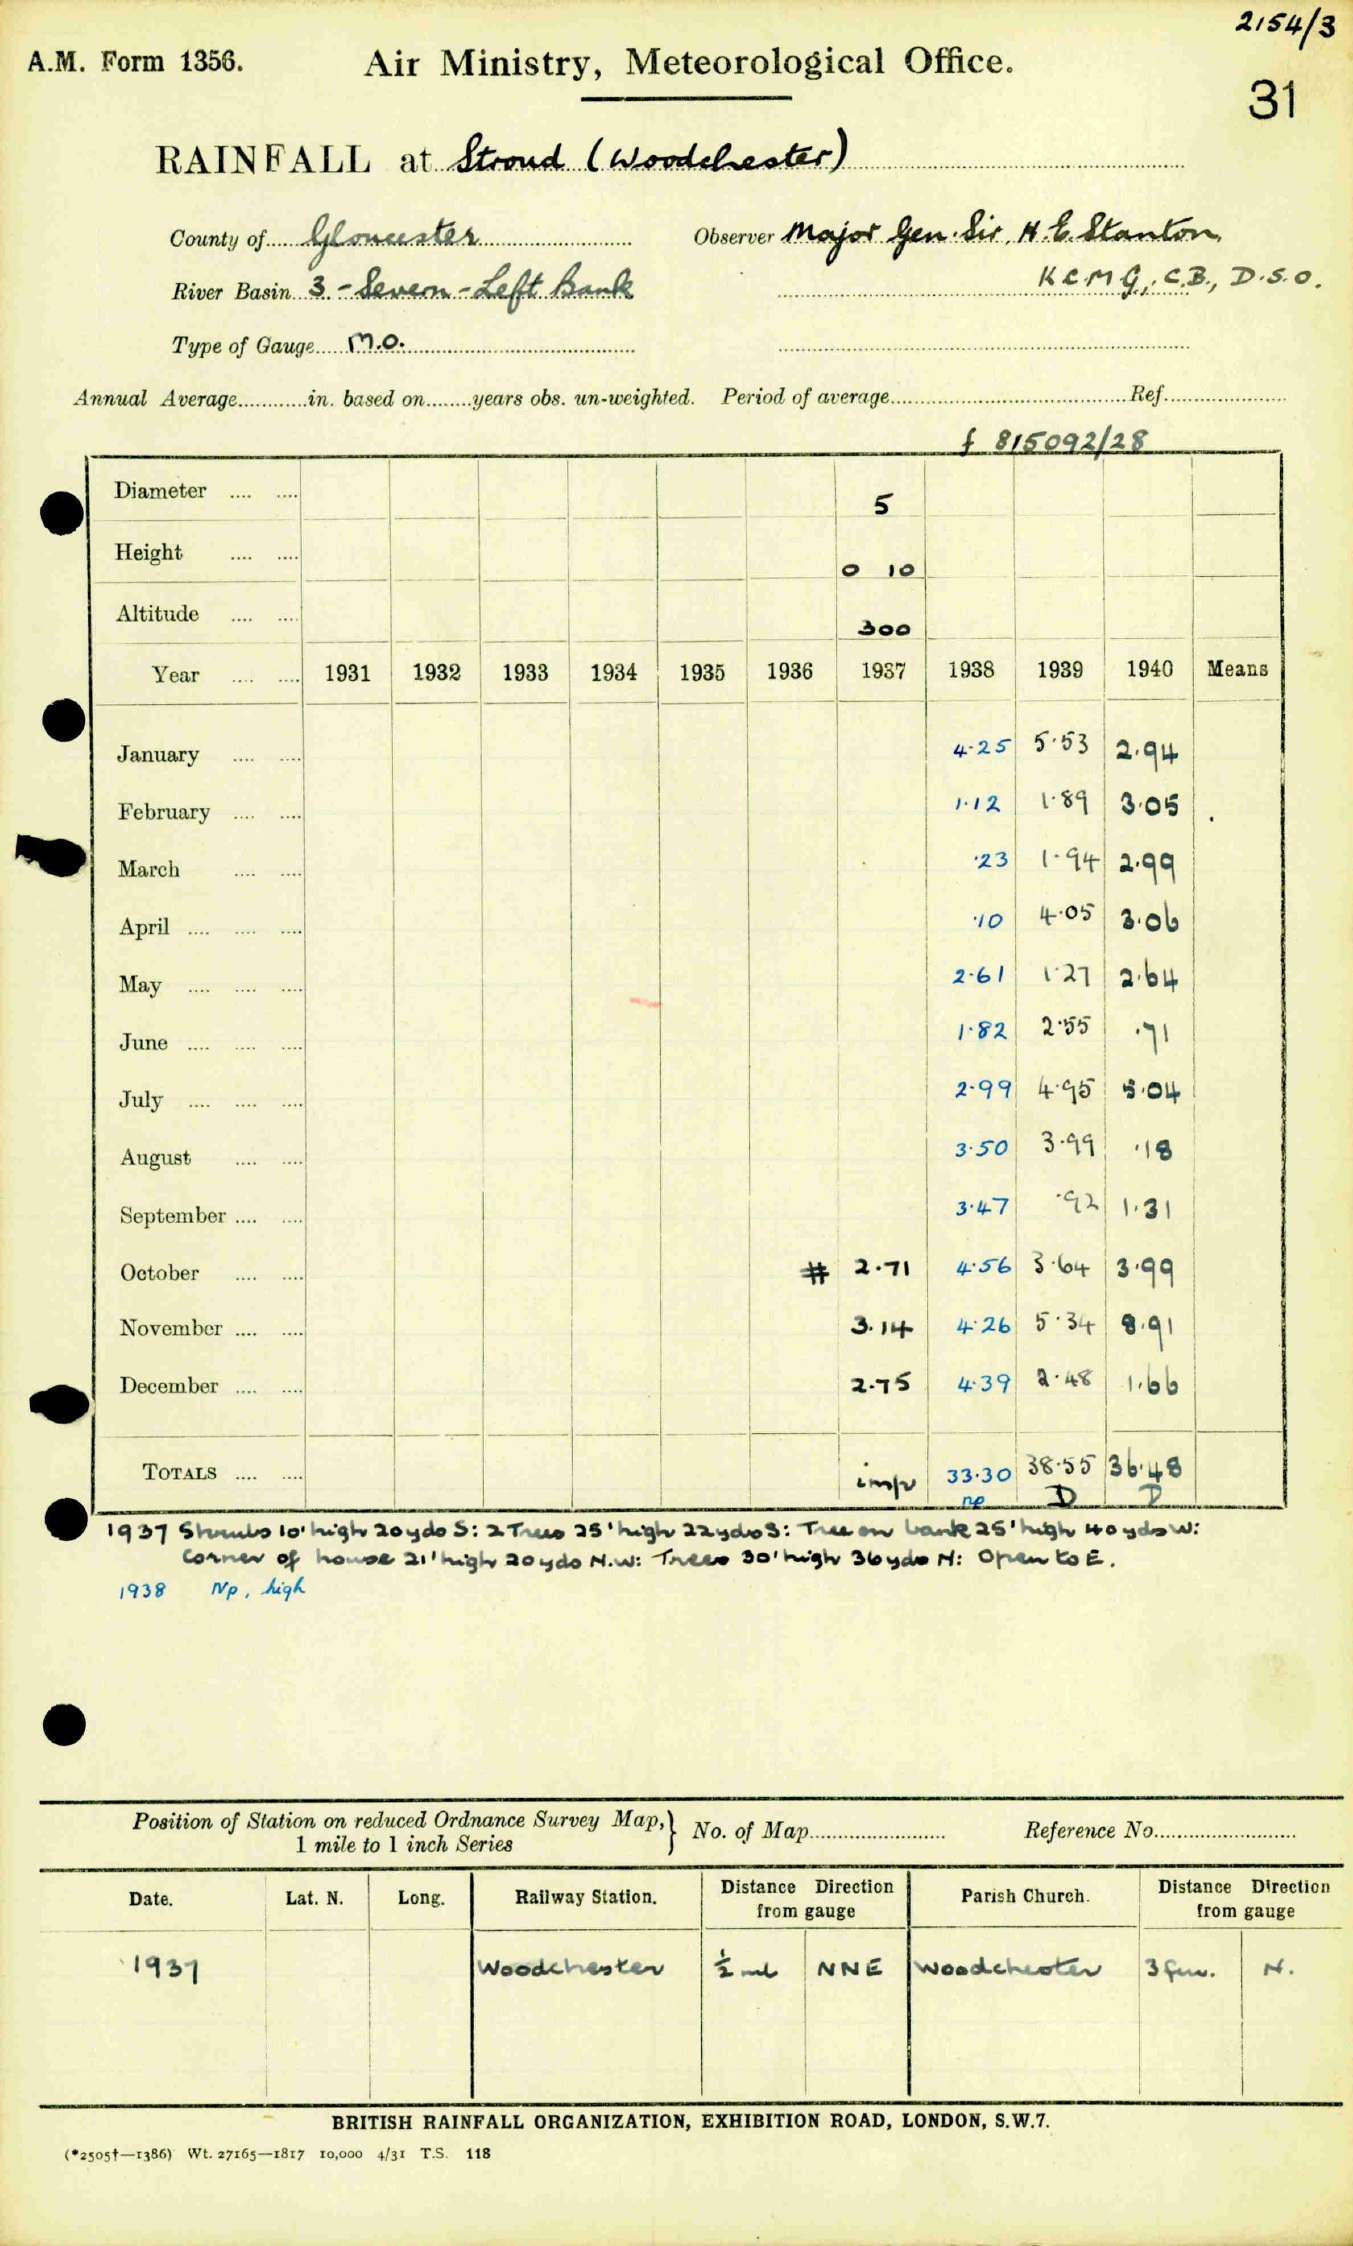 2154/3
A.M. Form 1356. Air Ministry, Meteorological Office.
31
RAINFALL at Stroud (Woodchester)
County of Gloucester Observer Major Gen. Sir. H. E. Stanton,
River Basin 3 - Severn - Left Bank K C M G, C.B., D.S.O.
Type of Gauge M.O.
Annual Average............in. based on........years obs. un-weighted. Period of average.......... Ref..........
f 815092/28
Diameter .... .... 5
Height .... .... 0 10
Altitude .... .... 300
Year .... .... 1931 1932 1933 1934 1935 1936 1937 1938 1939 1940 Means
January .... .... 4.25 5.53 2.94
February .... .... 1.12 1.89 3.05
March .... .... .23 1.94 2.99
April .... .... .... .10 4.05 3.06
May .... .... .... 2.61 1.27 2.64
June .... .... .... 1.82 2.55 .71
July .... .... .... 2.99 4.95 5.04
August .... .... 3.50 3.99 .18
September .... .... 3.47 .92 1.31
October .... .... # 2.71 4.56 3.64 3.99
November .... .... 3.14 4.26 5.34 8.91
December .... .... 2.75 4.39 2.48 1.66
TOTALS .... .... imp 33.30 38.55 36.48
np D D
1937 Shrubs 10' high 20 yds S: 2 Trees 25' high 22 yds S: Tree on bank 25' high 40 yds W:
Corner of house 21' high 20 yds N.W: Trees 30' high 36 yds N: Open to E.
1938 Np, high
Position of Station on reduced Ordnance Survey Map,} No. of Map.......... Reference No..........
1 mile to 1 inch Series
Date. Lat. N. Long. Railway Station. Distance Direction from gauge Parish Church. Distance Direction from gauge
1937 Woodchester ½ ml NNE Woodchester 3 fur. N.
BRITISH RAINFALL ORGANIZATION, EXHIBITION ROAD, LONDON, S.W.7.
(*2505†—1386) Wt. 27165—1817 10,000 4/31 T.S. 118